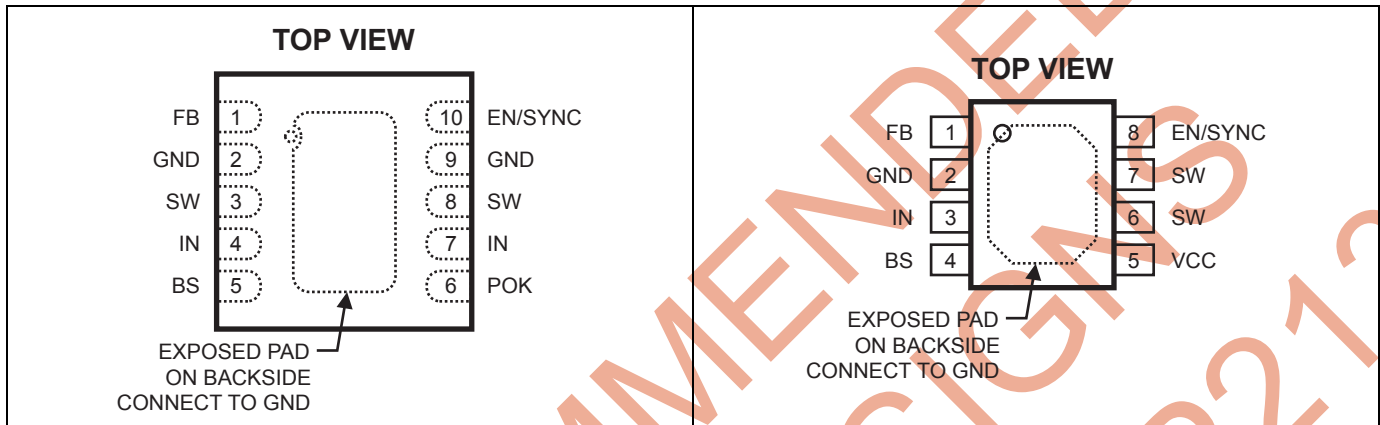 TOP VIEW
FB 1 10 EN/SYNC
GND 2 9 GND
SW 3 8 SW
IN 4 7 IN
BS 5 6 POK
EXPOSED PAD
ON BACKSIDE
CONNECT TO GND
TOP VIEW
FB 1 8 EN/SYNC
GND 2 7 SW
IN 3 6 SW
BS 4 5 VCC
EXPOSED PAD
ON BACKSIDE
CONNECT TO GND
MMENDED
SIGNS